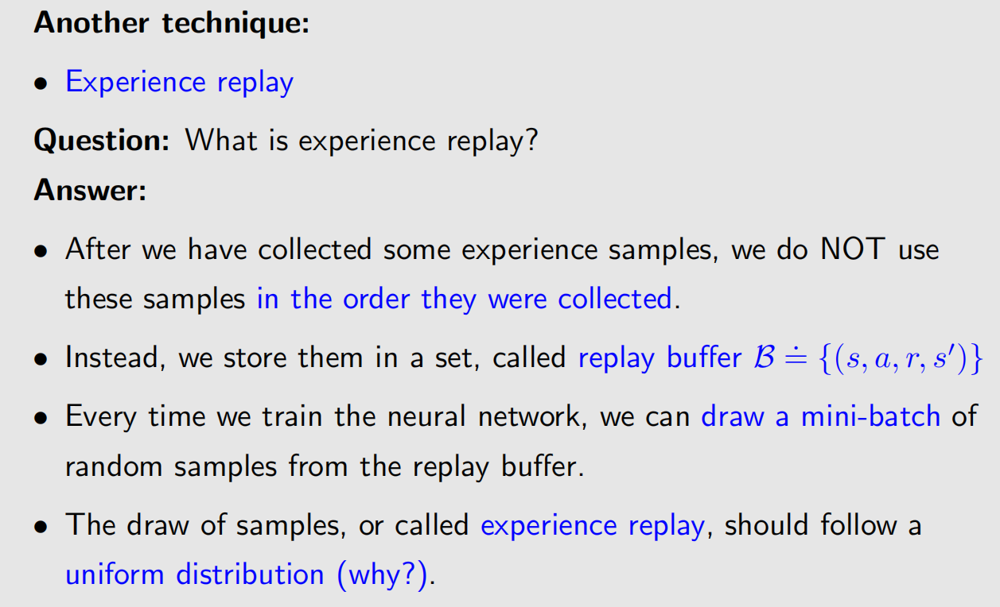 Another technique:
• Experience replay
Question: What is experience replay?
Answer:
• After we have collected some experience samples, we do NOT use
these samples in the order they were collected.
• Instead, we store them in a set, called replay buffer ℬ ≐ {(s, a, r, s′)}
• Every time we train the neural network, we can draw a mini-batch of
random samples from the replay buffer.
• The draw of samples, or called experience replay, should follow a
uniform distribution (why?).